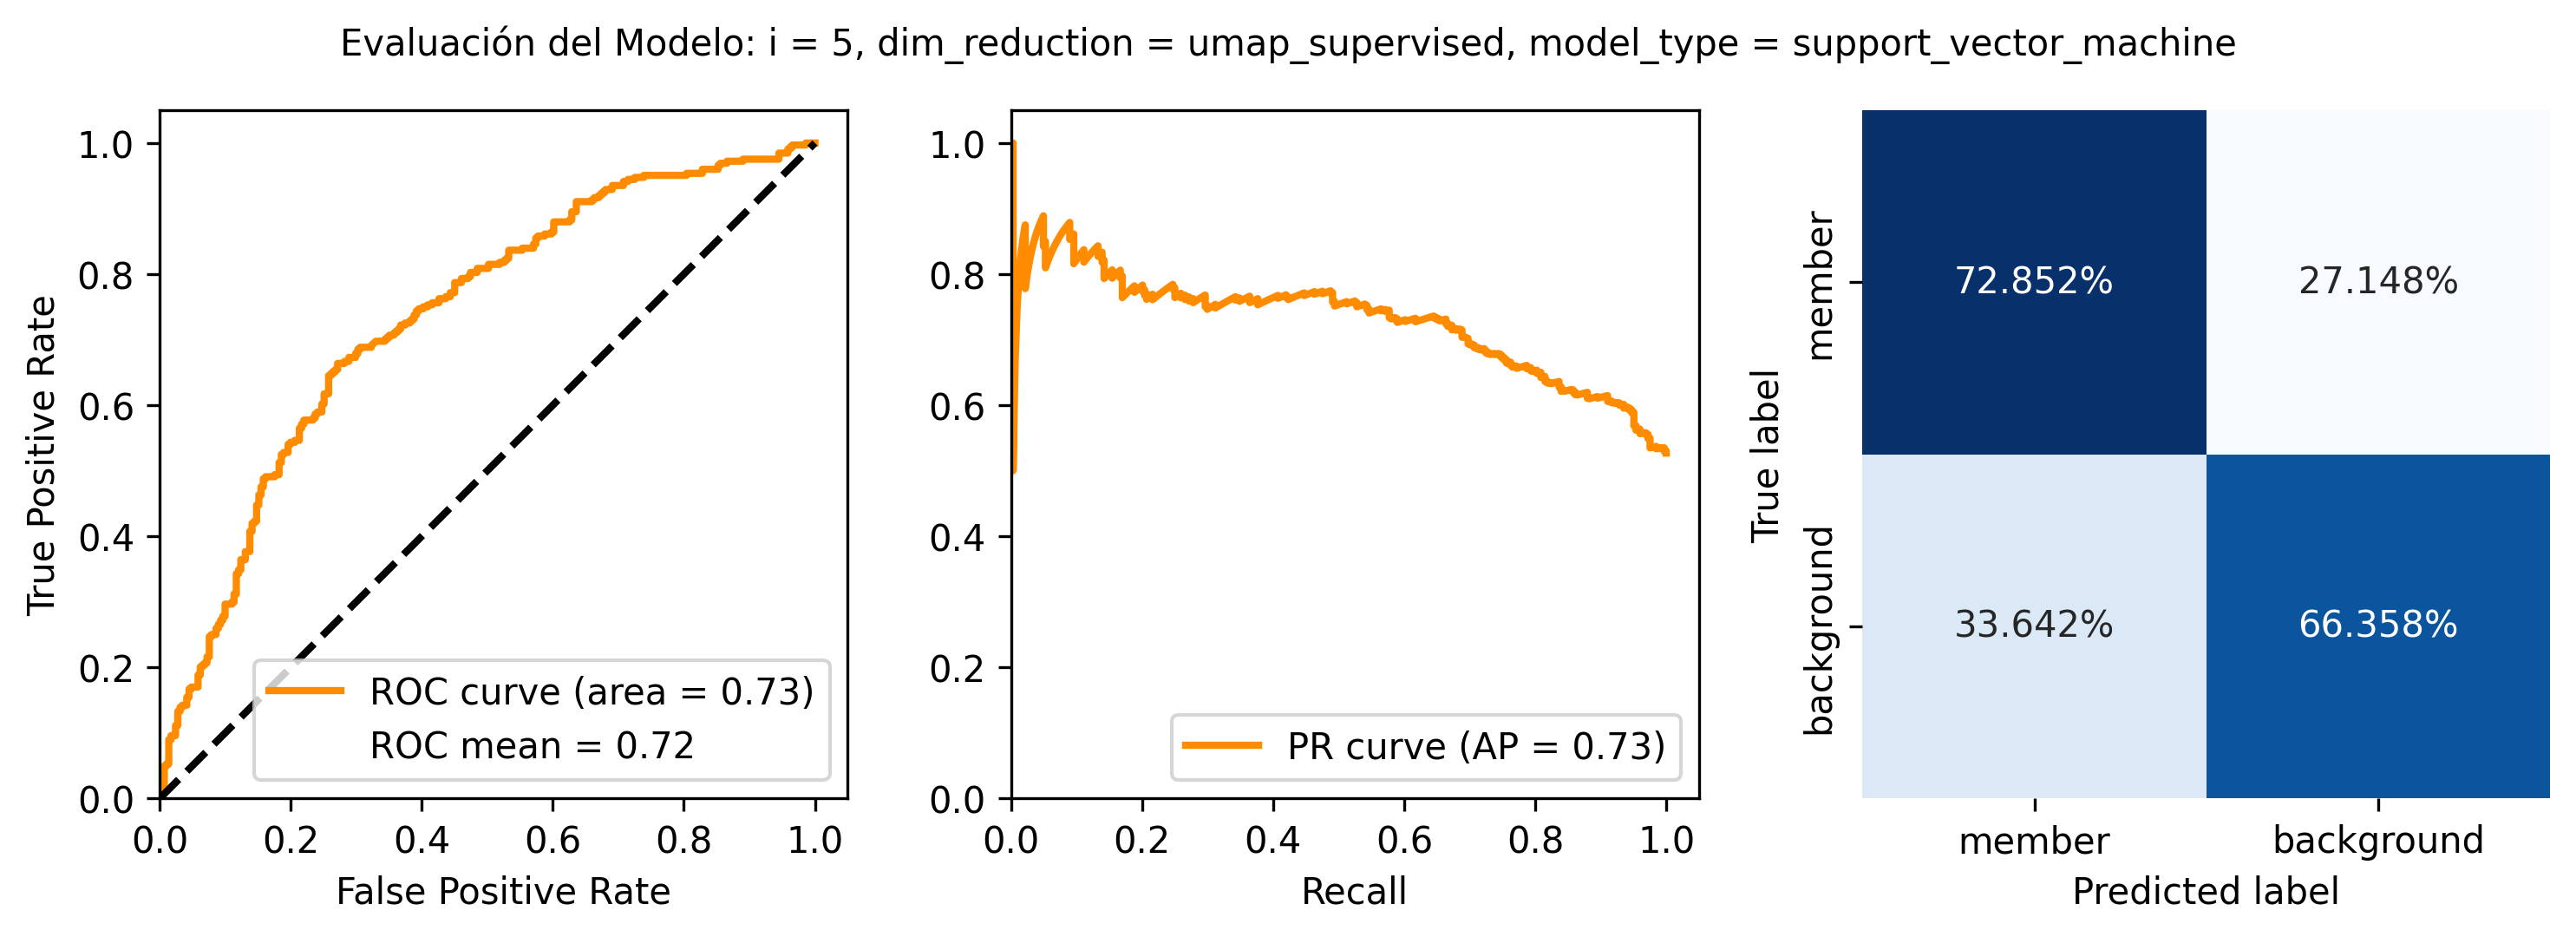 Evaluación del Modelo: i = 5, dim_reduction = umap_supervised, model_type = support_vector_machine
True Positive Rate
1.0
0.8
0.6
0.4
0.2
0.0
0.0 0.2 0.4 0.6 0.8 1.0
False Positive Rate
ROC curve (area = 0.73)
ROC mean = 0.72
1.0
0.8
0.6
0.4
0.2
0.0
0.0 0.2 0.4 0.6 0.8 1.0
Recall
PR curve (AP = 0.73)
True label
member
background
72.852% 27.148%
33.642% 66.358%
member background
Predicted label